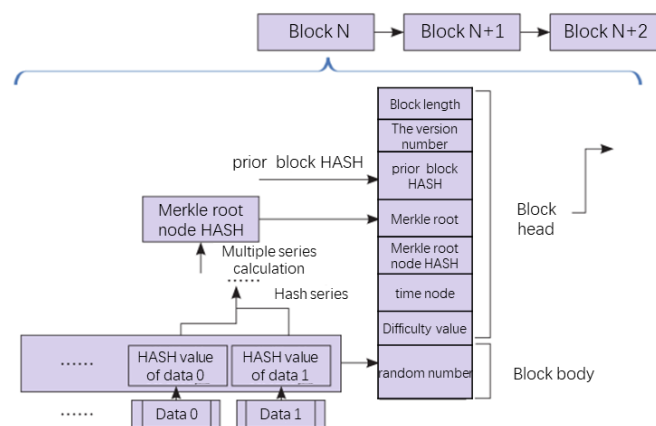 Block N
Block N+1
Block N+2
Block length
The version
number
prior block HASH
prior block
HASH
Merkle root
node HASH
Merkle root
Block
head
Multiple series
calculation
......
Merkle root
node HASH
Hash series
time node
Difficulty value
......
HASH value
of data 0
HASH value
of data 1
random number
Block body
......
Data 0
Data 1